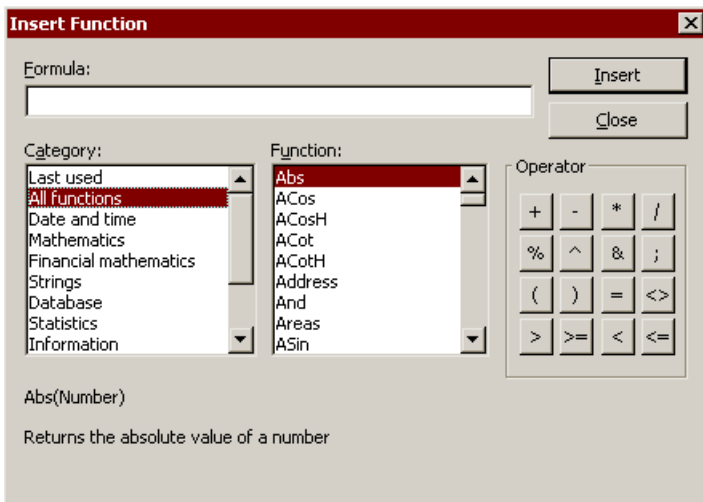 Insert Function
Formula:
Insert
Close
Category:
Last used
All functions
Date and time
Mathematics
Financial mathematics
Strings
Database
Statistics
Information
Function:
Abs
ACos
ACosH
ACot
ACotH
Address
And
Areas
ASin
Operator
+ - * /
% ^ & ;
( ) = <>
> >= < <=
Abs(Number)
Returns the absolute value of a number